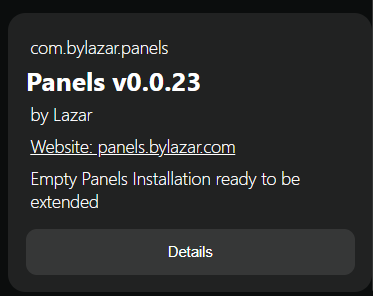 com.bylazar.panels
Panels v0.0.23
by Lazar
Website: panels.bylazar.com
Empty Panels Installation ready to be
extended
Details